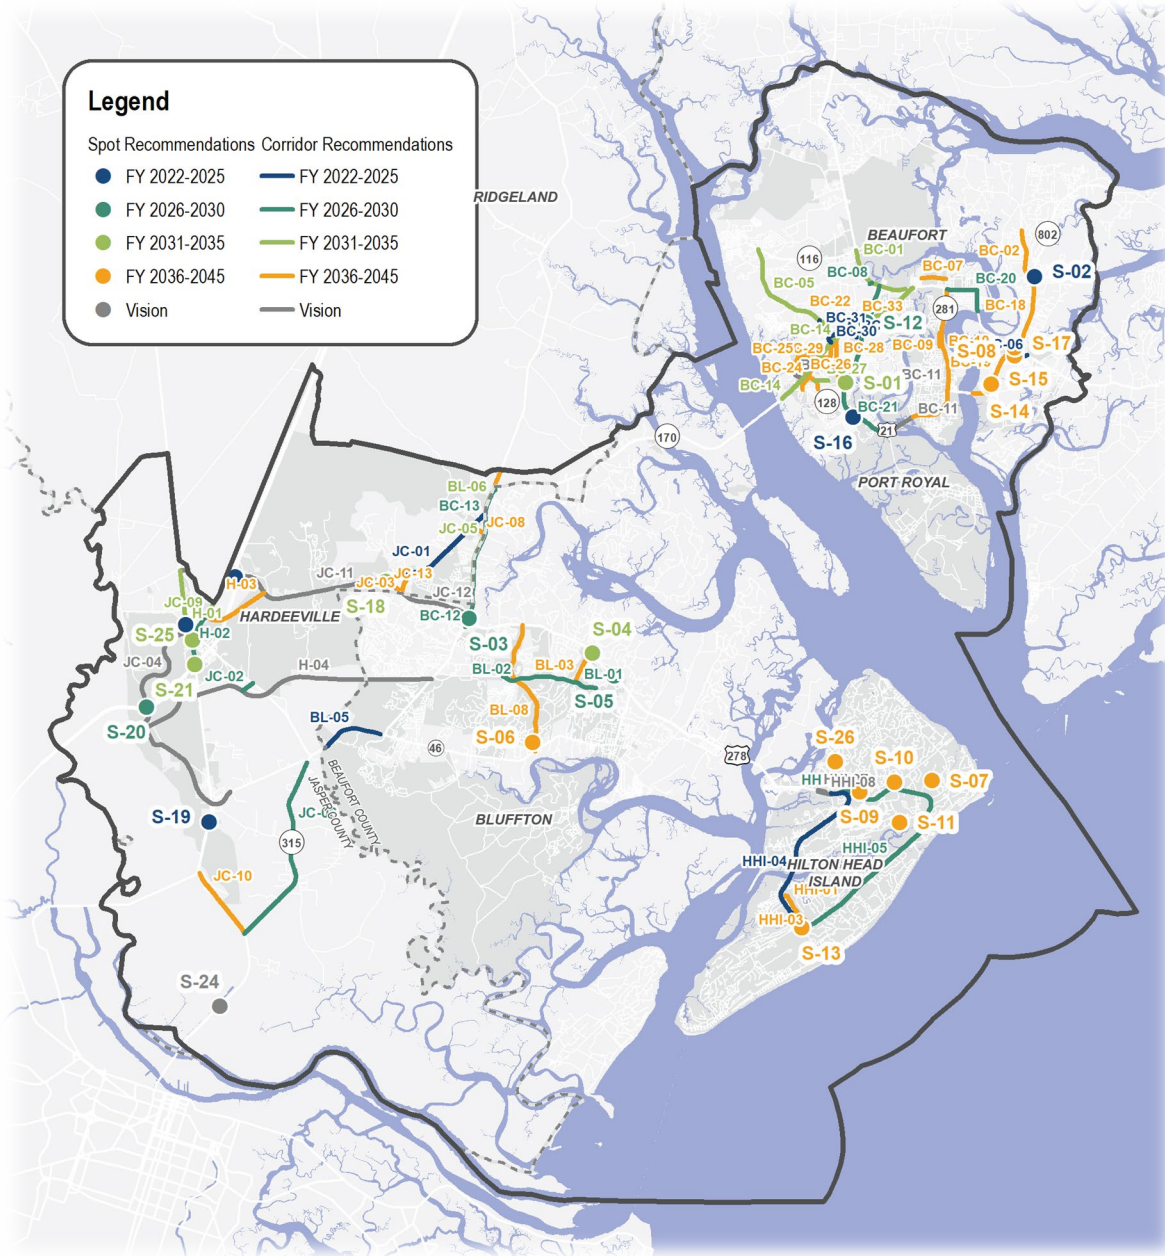 Legend
Spot Recommendations Corridor Recommendations
FY 2022-2025 FY 2022-2025
FY 2026-2030 FY 2026-2030
FY 2031-2035 FY 2031-2035
FY 2036-2045 FY 2036-2045
Vision Vision
RIDGELAND
BEAUFORT
802
BC-01
BC-02
116
BC-08
BC-07
BC-20
S-02
BC-05
BC-22
BC-33
BC-18
281
BC-31
S-12
BC-14
BC-30
BC-25
C-29
BC-28
BC-09
S-08
-06
S-17
BC-24
BC-26
27
S-01
BC-11
S-15
BC-14
128
BC-21
BC-11
S-14
S-16
21
170
PORT ROYAL
BL-06
BC-13
JC-05
JC-08
JC-01
H-03
JC-11
JC-03
JC-13
JC-12
JC-09
H-01
S-18
BC-12
HARDEEVILLE
S-25
H-02
S-03
S-04
JC-04
H-04
BL-02
BL-03
BL-01
JC-02
S-21
S-05
S-20
BL-05
BL-08
S-06
46
278
S-26
S-10
S-07
BEAUFORT COUNTY
JASPER COUNTY
HH
HHI-08
S-19
JC-0
S-09
S-11
BLUFFTON
315
HHI-05
HHI-04
HILTON HEAD
ISLAND
JC-10
HHI-01
HHI-03
S-13
S-24